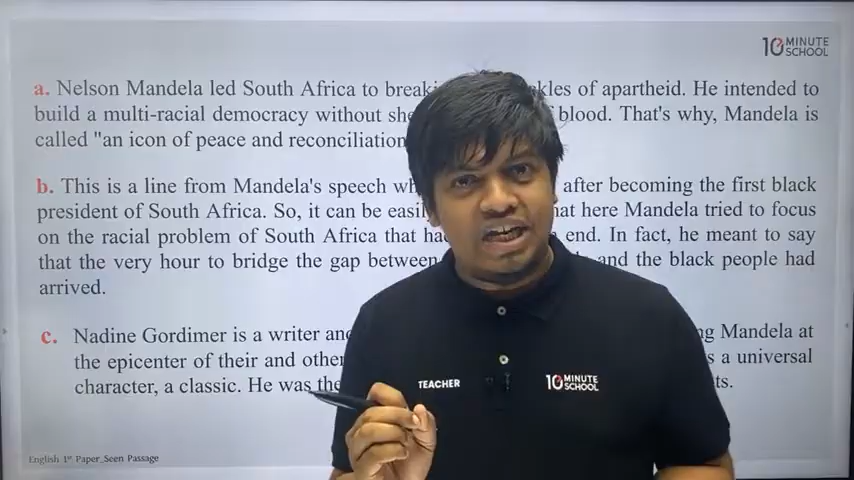 10 MINUTE SCHOOL
a. Nelson Mandela led South Africa to breaki kles of apartheid. He intended to
build a multi-racial democracy without she blood. That's why, Mandela is
called "an icon of peace and reconciliation
b. This is a line from Mandela's speech wh after becoming the first black
president of South Africa. So, it can be easi hat here Mandela tried to focus
on the racial problem of South Africa that ha end. In fact, he meant to say
that the very hour to bridge the gap between and the black people had
arrived.
c. Nadine Gordimer is a writer and ng Mandela at
the epicenter of their and other s a universal
character, a classic. He was the ts.
TEACHER
10 MINUTE SCHOOL
English 1st Paper_Seen Passage